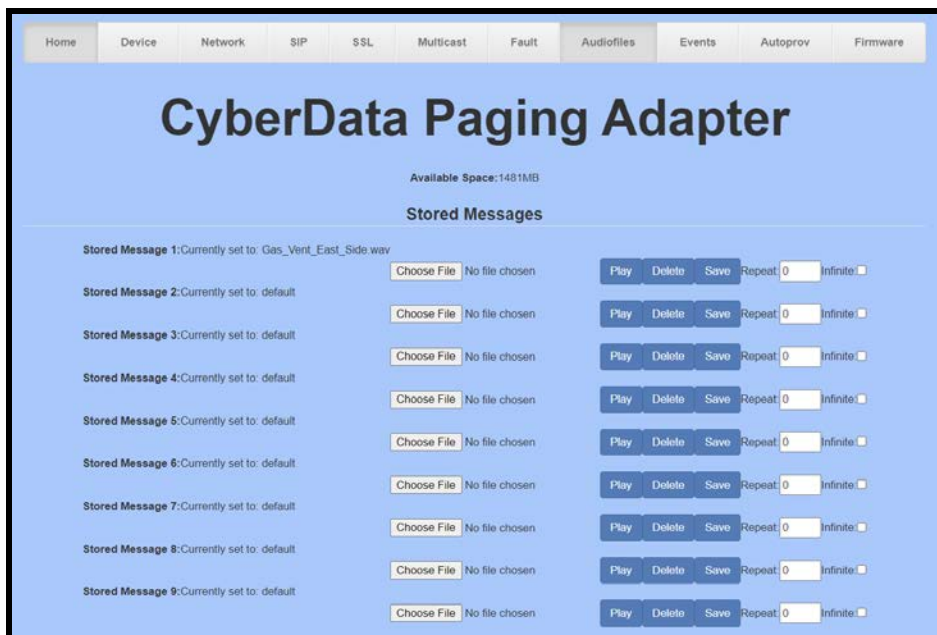 Home Device Network SIP SSL Multicast Fault Audiofiles Events Autoprov Firmware
CyberData Paging Adapter
Available Space:1481MB
Stored Messages
Stored Message 1:Currently set to: Gas_Vent_East_Side.wav
Choose File No file chosen Play Delete Save Repeat: 0 Infinite:
Stored Message 2:Currently set to: default
Choose File No file chosen Play Delete Save Repeat: 0 Infinite:
Stored Message 3:Currently set to: default
Choose File No file chosen Play Delete Save Repeat: 0 Infinite:
Stored Message 4:Currently set to: default
Choose File No file chosen Play Delete Save Repeat: 0 Infinite:
Stored Message 5:Currently set to: default
Choose File No file chosen Play Delete Save Repeat: 0 Infinite:
Stored Message 6:Currently set to: default
Choose File No file chosen Play Delete Save Repeat: 0 Infinite:
Stored Message 7:Currently set to: default
Choose File No file chosen Play Delete Save Repeat: 0 Infinite:
Stored Message 8:Currently set to: default
Choose File No file chosen Play Delete Save Repeat: 0 Infinite:
Stored Message 9:Currently set to: default
Choose File No file chosen Play Delete Save Repeat: 0 Infinite: